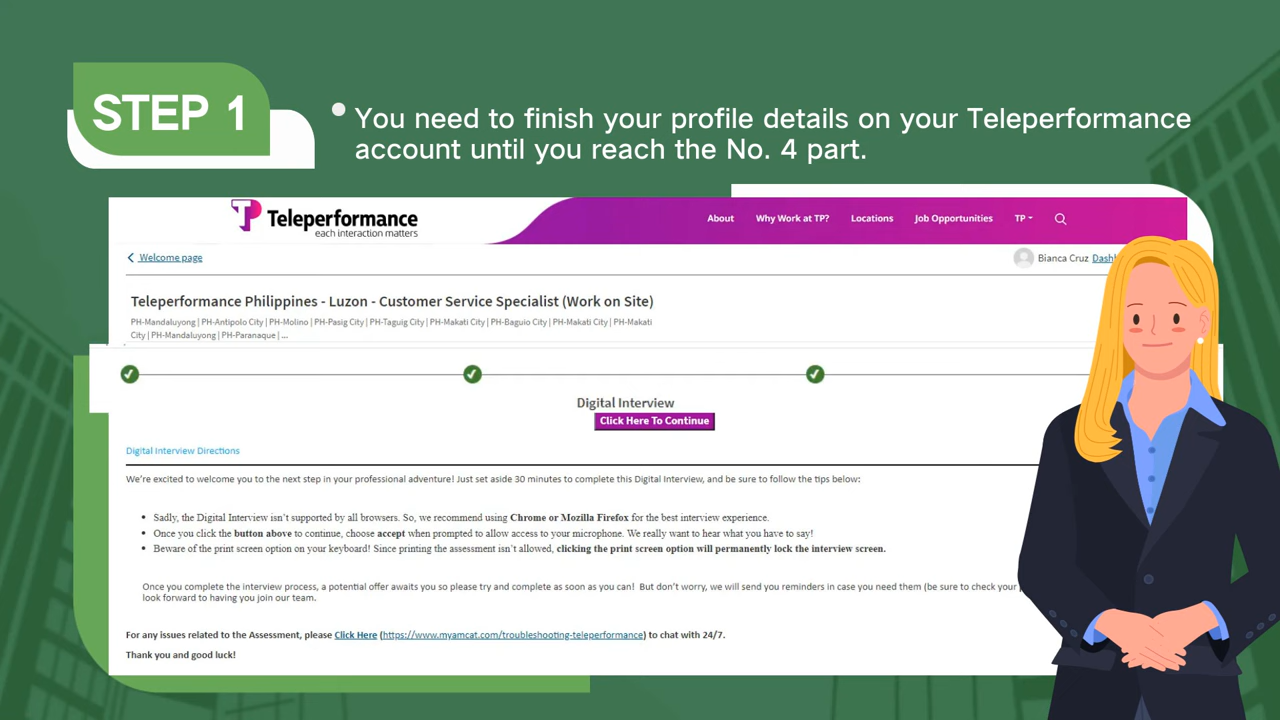 STEP 1
You need to finish your profile details on your Teleperformance
account until you reach the No. 4 part.
Teleperformance
each interaction matters
About Why Work at TP? Locations Job Opportunities TP
Welcome page
Bianca Cruz
Teleperformance Philippines - Luzon - Customer Service Specialist (Work on Site)
PH-Mandaluyong | PH-Antipolo City | PH-Molino | PH-Pasig City | PH-Taguig City | PH-Makati City | PH-Baguio City | PH-Makati City | PH-Makati
City | PH-Mandaluyong | PH-Paranaque | ...
Digital Interview
Click Here To Continue
Digital Interview Directions
We're excited to welcome you to the next step in your professional adventure! Just set aside 30 minutes to complete this Digital Interview, and be sure to follow the tips below:
• Sadly, the Digital Interview isn't supported by all browsers. So, we recommend using Chrome or Mozilla Firefox for the best interview experience.
• Once you click the button above to continue, choose accept when prompted to allow access to your microphone. We really want to hear what you have to say!
• Beware of the print screen option on your keyboard! Since printing the assessment isn't allowed, clicking the print screen option will permanently lock the interview screen.
Once you complete the interview process, a potential offer awaits you so please try and complete as soon as you can! But don't worry, we will send you reminders in case you need them (be sure to check your
look forward to having you join our team.
For any issues related to the Assessment, please Click Here (https://www.myamcat.com/troubleshooting-teleperformance) to chat with 24/7.
Thank you and good luck!